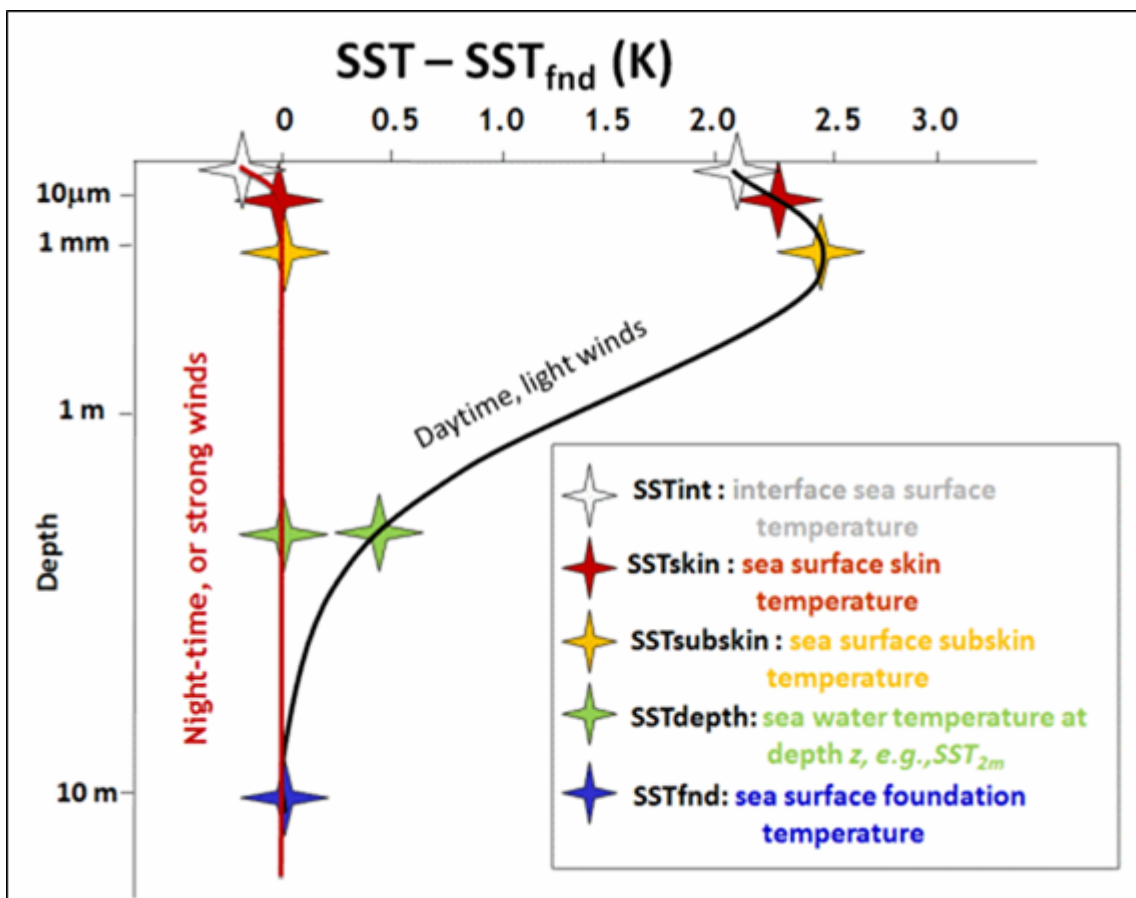 SST – SSTfnd (K)
0 0.5 1.0 1.5 2.0 2.5 3.0
10μm
1 mm
1 m
10 m
Depth
Night-time, or strong winds
Daytime, light winds
SSTint : interface sea surface
temperature
SSTskin : sea surface skin
temperature
SSTsubskin : sea surface subskin
temperature
SSTdepth: sea water temperature at
depth z, e.g.,SST2m
SSTfnd: sea surface foundation
temperature